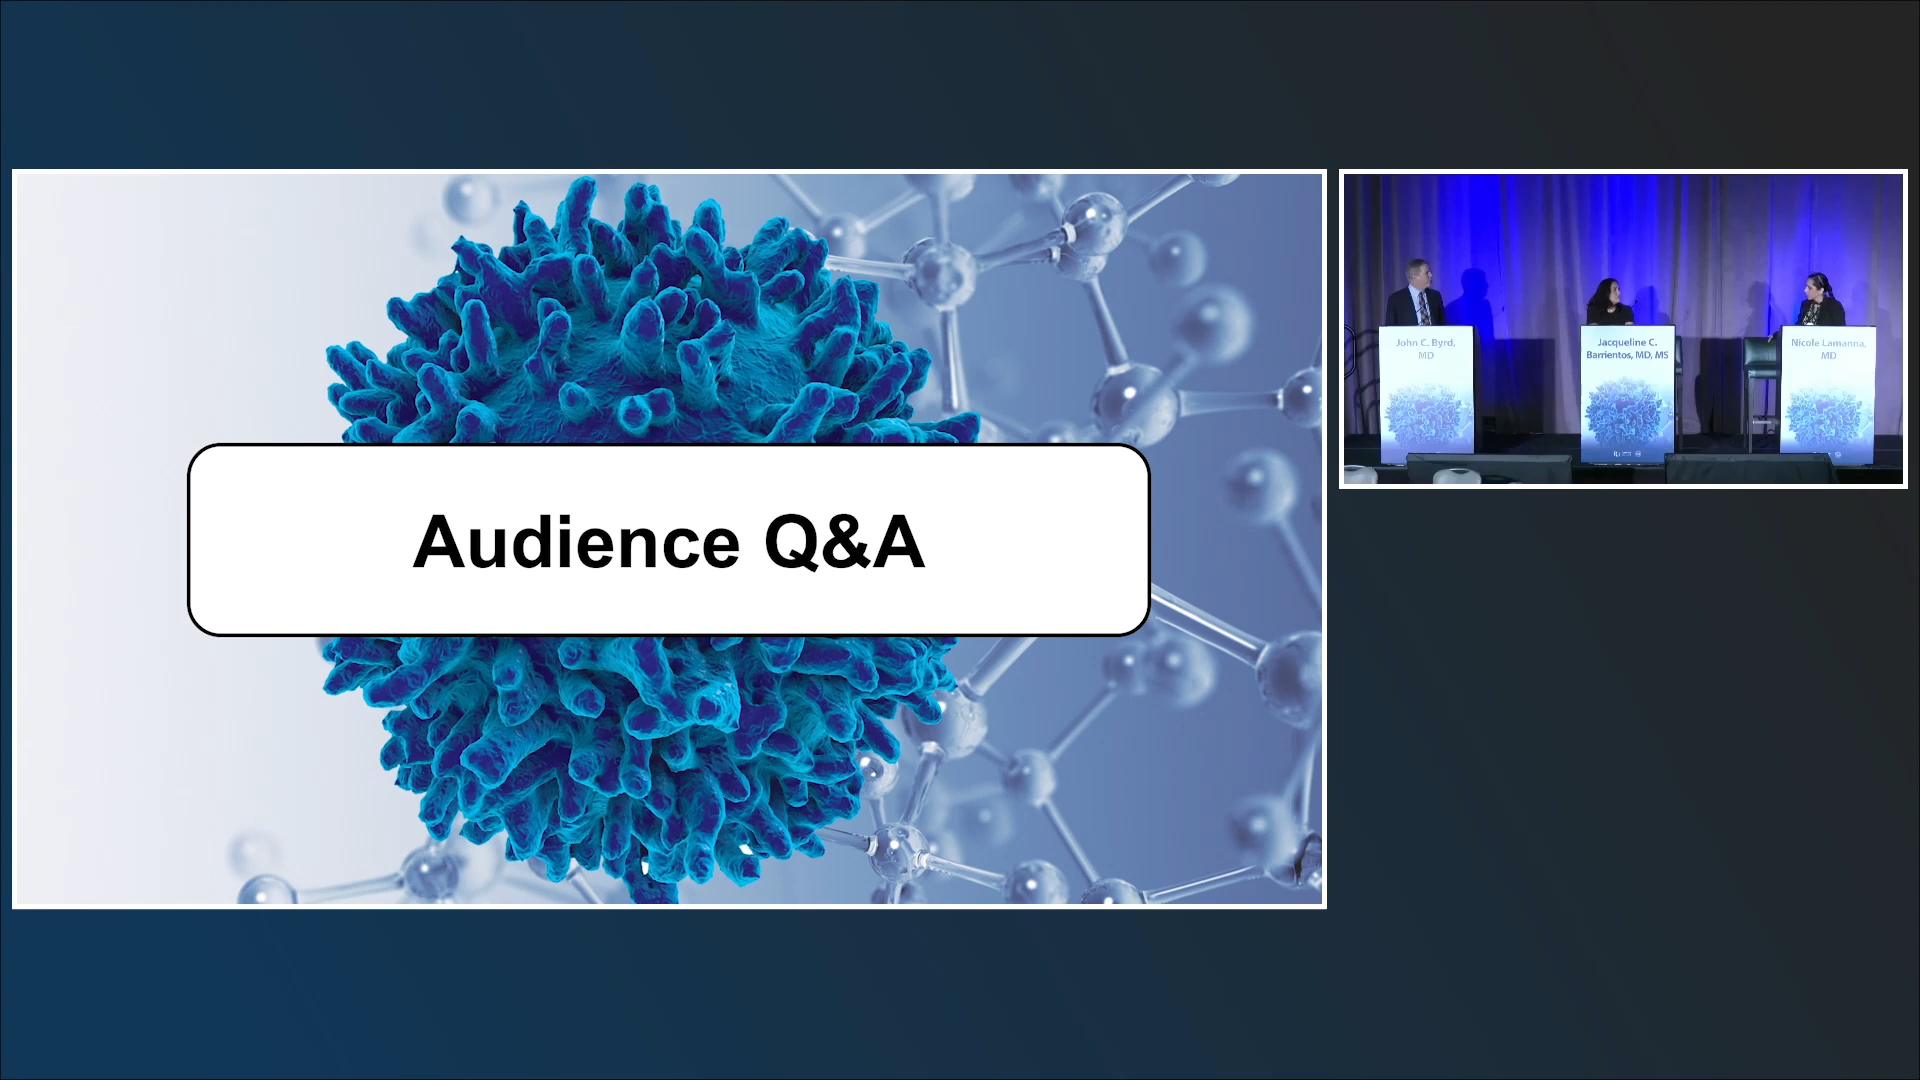 Audience Q&A
John C. Byrd,
MD
Jacqueline C.
Barrientos, MD, MS
Nicole Lamanna,
MD